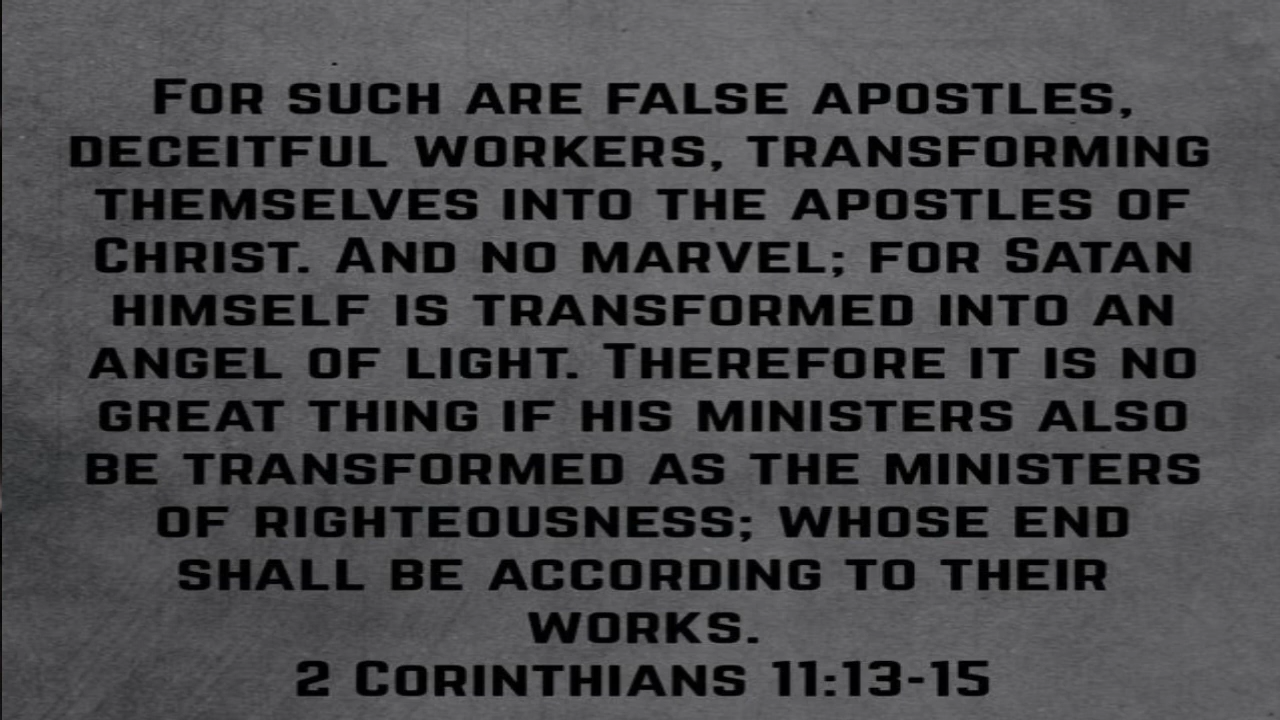 For such are false apostles,
deceitful workers, transforming
themselves into the apostles of
Christ. And no marvel; for Satan
himself is transformed into an
angel of light. Therefore it is no
great thing if his ministers also
be transformed as the ministers
of righteousness; whose end
shall be according to their
works.
2 Corinthians 11:13-15